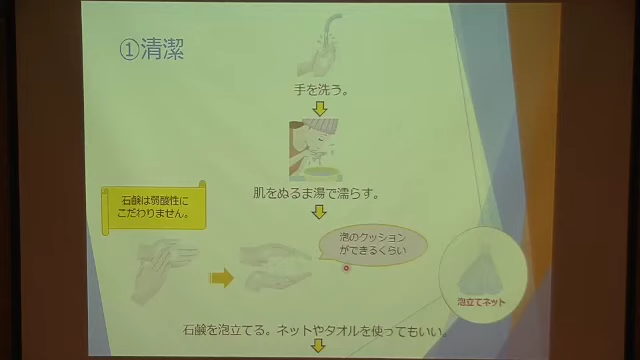 ①清潔
手を洗う。
肌をぬるま湯で濡らす。
石鹸は弱酸性に
こだわりません。
泡のクッション
ができるくらい
泡立てネット
石鹸を泡立てる。ネットやタオルを使ってもいい。